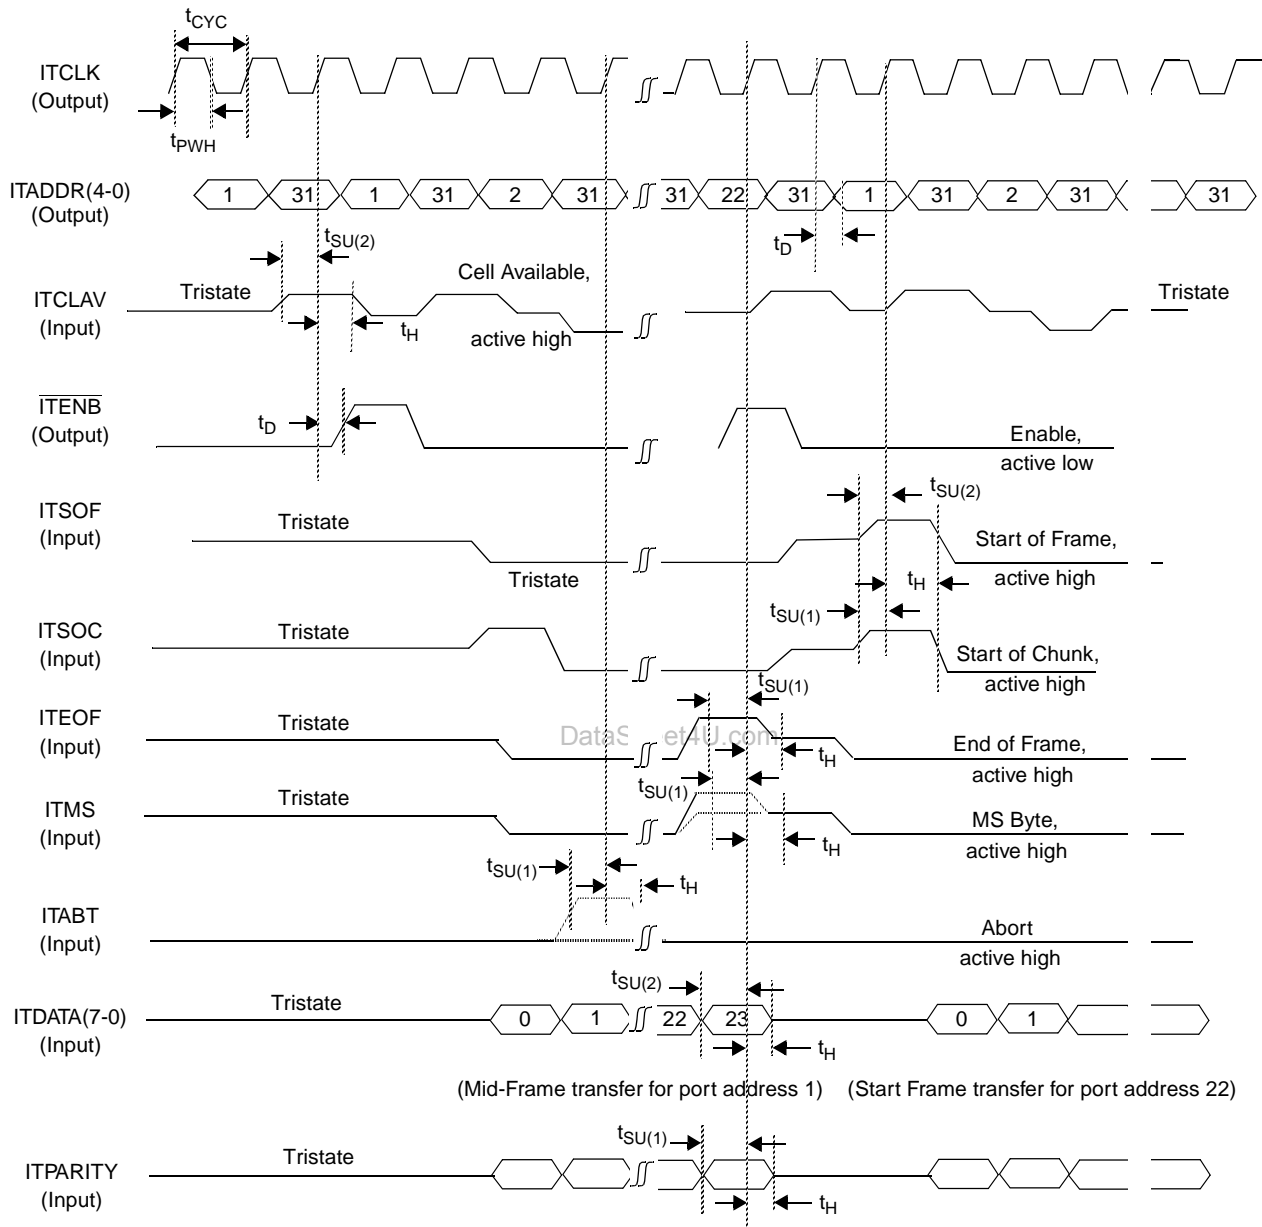 tCYC
ITCLK
(Output)
tPWH
ITADDR(4-0)
(Output)
1 31 1 31 2 31 31 22 31 1 31 2 31 31
tSU(2)
tD
ITCLAV
(Input)
Tristate
Cell Available,
active high
tH
Tristate
ITENB
(Output)
tD
Enable,
active low
ITSOF
(Input)
Tristate
Tristate
tSU(2)
Start of Frame,
active high
tH
tSU(1)
ITSOC
(Input)
Tristate
Start of Chunk,
active high
tSU(1)
ITEOF
(Input)
Tristate
DataS et4U.com
tH
End of Frame,
active high
tSU(1)
ITMS
(Input)
Tristate
MS Byte,
active high
tH
tSU(1)
tH
ITABT
(Input)
Abort
active high
tSU(2)
ITDATA(7-0)
(Input)
Tristate
0 1 22 23 0 1
tH
(Mid-Frame transfer for port address 1) (Start Frame transfer for port address 22)
tSU(1)
ITPARITY
(Input)
Tristate
tH